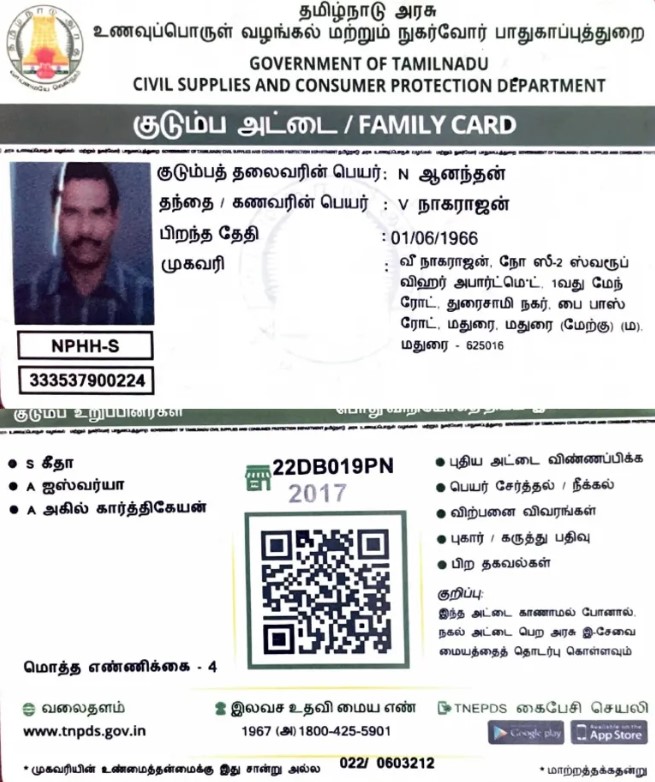 தமிழ்நாடு அரசு
உணவுப்பொருள் வழங்கல் மற்றும் நுகர்வோர் பாதுகாப்புத்துறை
GOVERNMENT OF TAMILNADU
CIVIL SUPPLIES AND CONSUMER PROTECTION DEPARTMENT
குடும்ப அட்டை / FAMILY CARD
குடும்பத் தலைவரின் பெயர் : N ஆனந்தன்
தந்தை / கணவரின் பெயர் : V நாகராஜன்
பிறந்த தேதி : 01/06/1966
முகவரி : வீ நாகராஜன், நோ ஸீ-2 ஸ்வரூப்
விஹர் அபார்ட்மெட்ட், 1வது மேந்
ரோட், துரைசாமி நகர், பை பாஸ்
ரோட், மதுரை, மதுரை (மேற்கு) (ம).
மதுரை - 625016
NPHH-S
333537900224
குடும்ப உறுப்பினர்கள்
S கீதா
A ஐஸ்வர்யா
A அகில் கார்த்திகேயன்
மொத்த எண்ணிக்கை - 4
22DB019PN
2017
புதிய அட்டை விண்ணப்பிக்க
பெயர் சேர்த்தல் / நீக்கல்
விற்பனை விவரங்கள்
புகார் / கருத்து பதிவு
பிற தகவல்கள்
குறிப்பு:
இந்த அட்டை காணாமல் போனால்,
நகல் அட்டை பெற அரசு இ-சேவை
மையத்தைத் தொடர்பு கொள்ளவும்
வலைதளம்
www.tnpds.gov.in
இலவச உதவி மைய எண்
1967 (அ) 1800-425-5901
TNEPDS கைபேசி செயலி
Google play
Available on the
App Store
* முகவரியின் உண்மைத்தன்மைக்கு இது சான்று அல்ல
022/ 0603212
* மாற்றத்தக்கதன்று